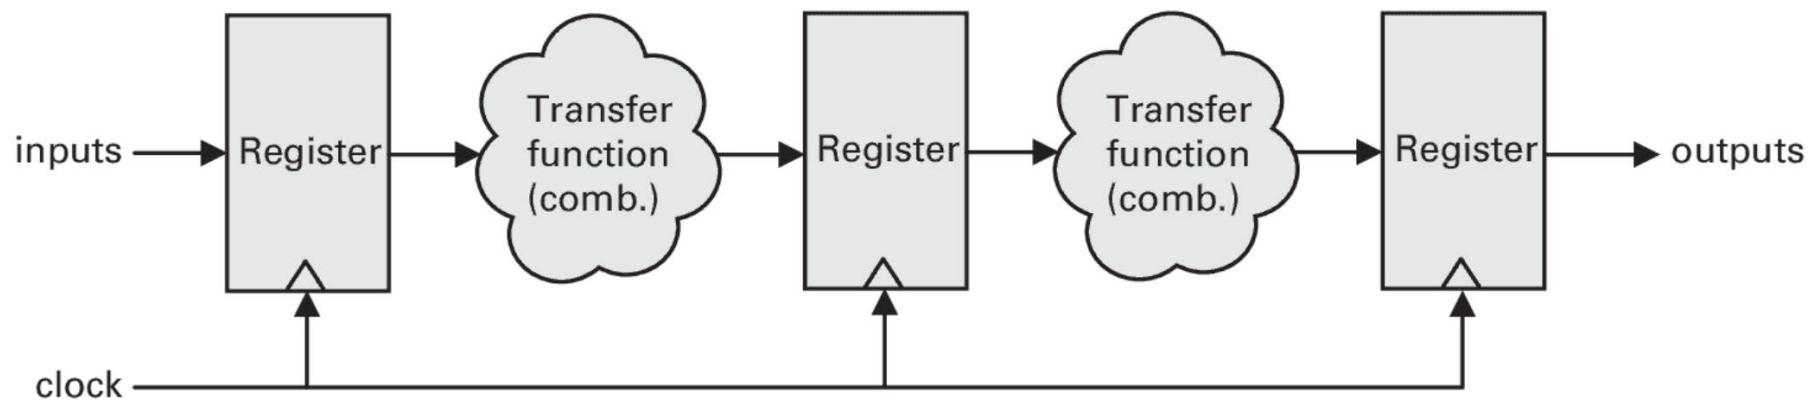 inputs
Register
Transfer
function
(comb.)
Register
Transfer
function
(comb.)
Register
outputs
clock